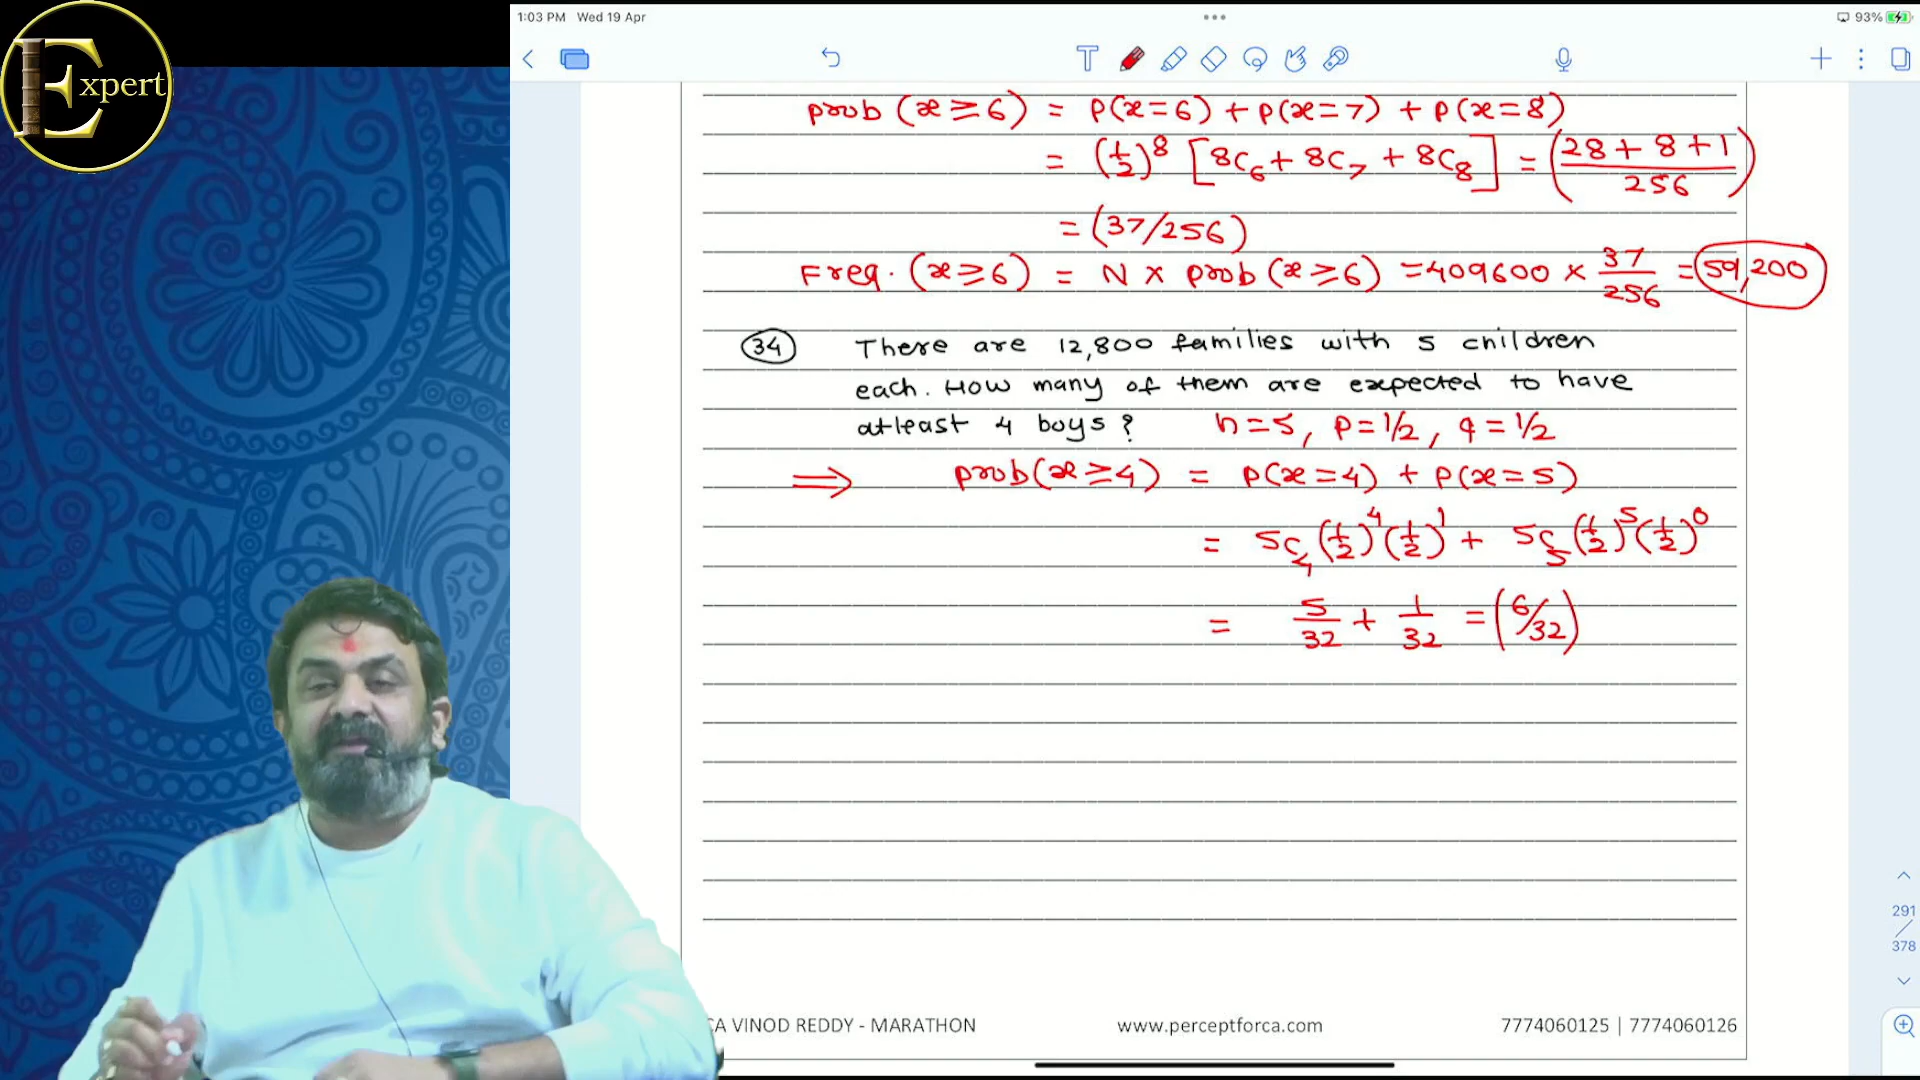 Expert
1:03 PM Wed 19 Apr
93%
T
prob (x ≥ 6) = P(x=6) + P(x=7) + P(x=8)
= (1/2)^8 [8C6 + 8C7 + 8C8] = (28 + 8 + 1 / 256)
= (37/256)
Freq. (x ≥ 6) = N × prob (x ≥ 6) = 409600 × 37/256 = 59,200
34 There are 12,800 families with 5 children
each. How many of them are expected to have
atleast 4 boys ? n = 5, P = 1/2, q = 1/2
⇒ prob(x ≥ 4) = P(x=4) + P(x=5)
= 5C4 (1/2)^4 (1/2)^1 + 5C5 (1/2)^5 (1/2)^0
= 5/32 + 1/32 = (6/32)
291
/
378
CA VINOD REDDY - MARATHON www.perceptforca.com 7774060125 | 7774060126